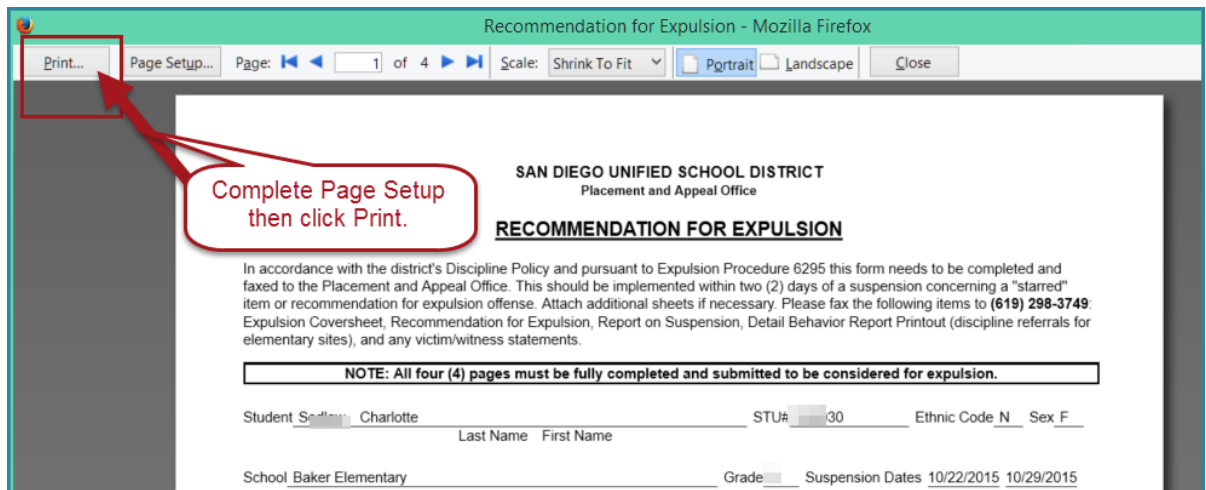 Recommendation for Expulsion - Mozilla Firefox
Print... Page Setup... Page: 1 of 4 Scale: Shrink To Fit Portrait Landscape Close
Complete Page Setup
then click Print.
SAN DIEGO UNIFIED SCHOOL DISTRICT
Placement and Appeal Office
RECOMMENDATION FOR EXPULSION
In accordance with the district's Discipline Policy and pursuant to Expulsion Procedure 6295 this form needs to be completed and
faxed to the Placement and Appeal Office. This should be implemented within two (2) days of a suspension concerning a "starred"
item or recommendation for expulsion offense. Attach additional sheets if necessary. Please fax the following items to (619) 298-3749:
Expulsion Coversheet, Recommendation for Expulsion, Report on Suspension, Detail Behavior Report Printout (discipline referrals for
elementary sites), and any victim/witness statements.
NOTE: All four (4) pages must be fully completed and submitted to be considered for expulsion.
Student Charlotte STU# 30 Ethnic Code N Sex F
Last Name First Name
School Baker Elementary Grade Suspension Dates 10/22/2015 10/29/2015